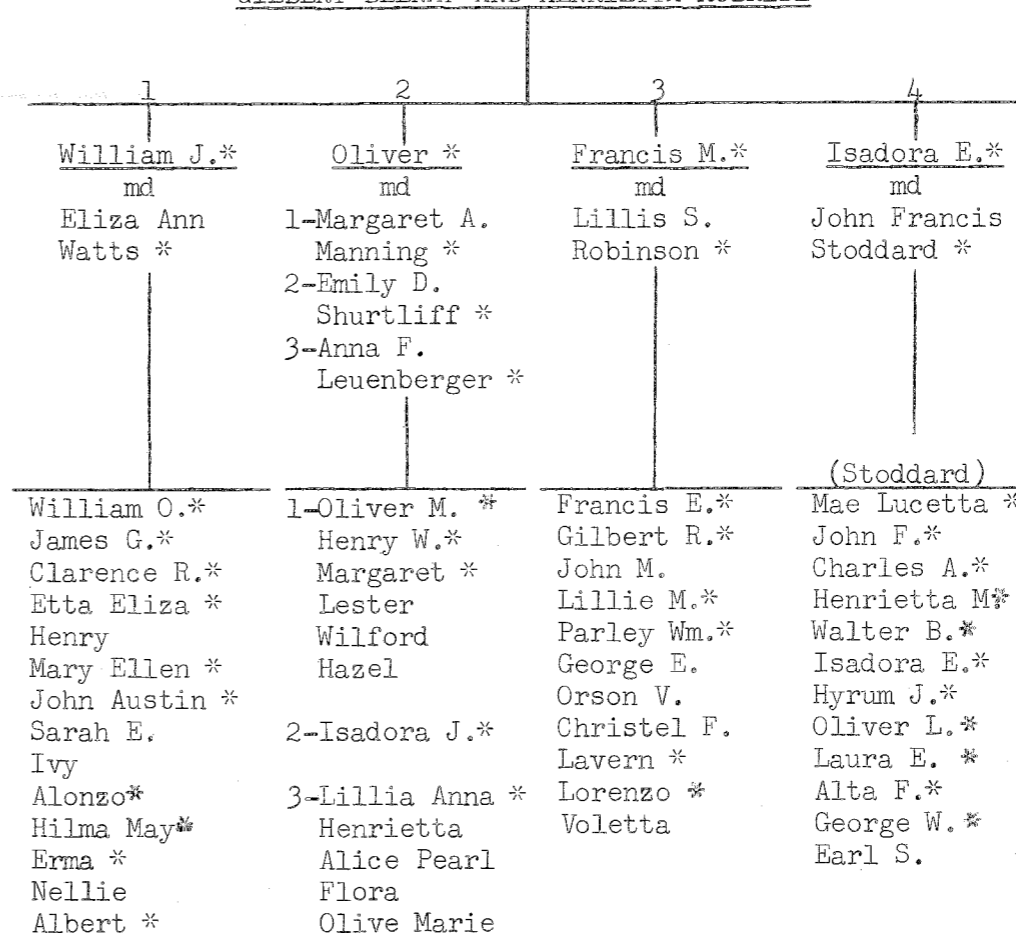 AND
1
2
3
4
William J.*
md
Eliza Ann
Watts *
Oliver *
md
1-Margaret A.
Manning *
2-Emily D.
Shurtliff *
3-Anna F.
Leuenberger *
Francis M.*
md
Lillis S.
Robinson *
Isadora E.*
md
John Francis
Stoddard *
William O.*
James G.*
Clarence R.*
Etta Eliza *
Henry
Mary Ellen *
John Austin *
Sarah E.
Ivy
Alonzo*
Hilma May*
Erma *
Nellie
Albert *
1-Oliver M. *
Henry W.*
Margaret *
Lester
Wilford
Hazel
2-Isadora J.*
3-Lillia Anna *
Henrietta
Alice Pearl
Flora
Olive Marie
Francis E.*
Gilbert R.*
John M.
Lillie M.*
Parley Wm.*
George E.
Orson V.
Christel F.
Lavern *
Lorenzo *
Voletta
(Stoddard)
Mae Lucetta *
John F.*
Charles A.*
Henrietta M*
Walter B.*
Isadora E.*
Hyrum J.*
Oliver L.*
Laura E. *
Alta F.*
George W.*
Earl S.